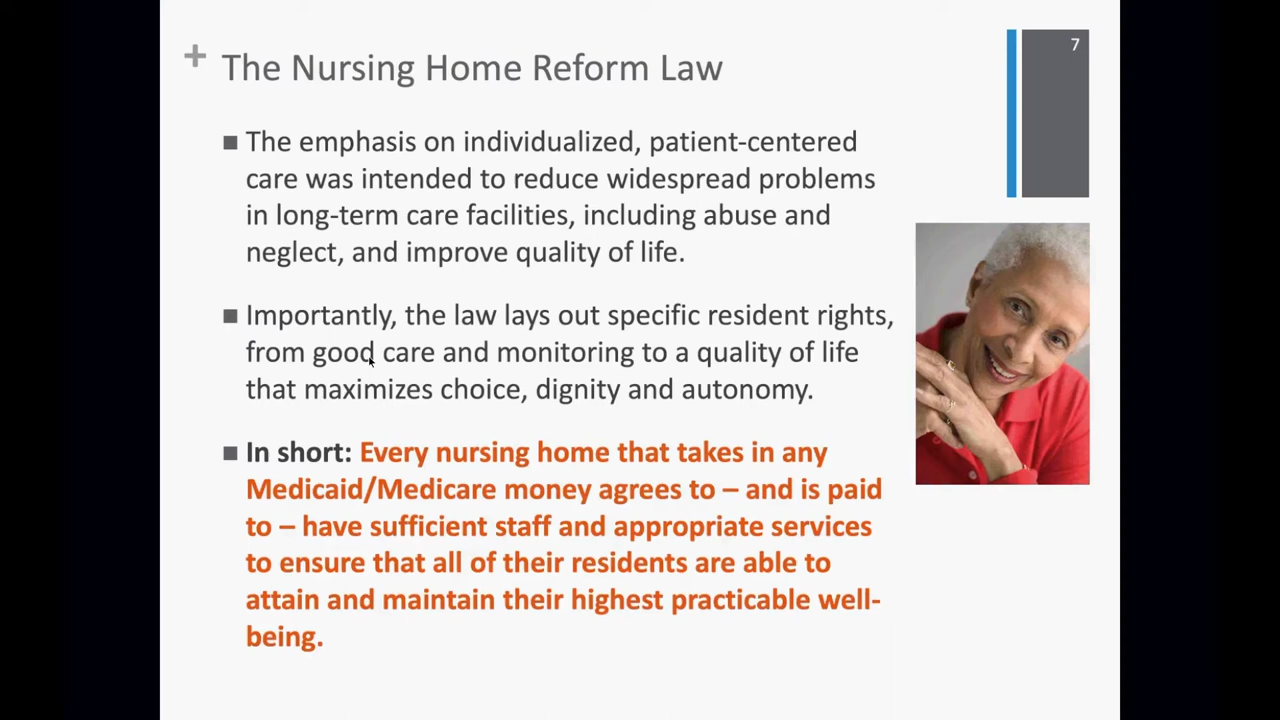 7
+ The Nursing Home Reform Law
■ The emphasis on individualized, patient-centered
care was intended to reduce widespread problems
in long-term care facilities, including abuse and
neglect, and improve quality of life.
■ Importantly, the law lays out specific resident rights,
from good care and monitoring to a quality of life
that maximizes choice, dignity and autonomy.
■ In short: Every nursing home that takes in any
Medicaid/Medicare money agrees to – and is paid
to – have sufficient staff and appropriate services
to ensure that all of their residents are able to
attain and maintain their highest practicable well-
being.